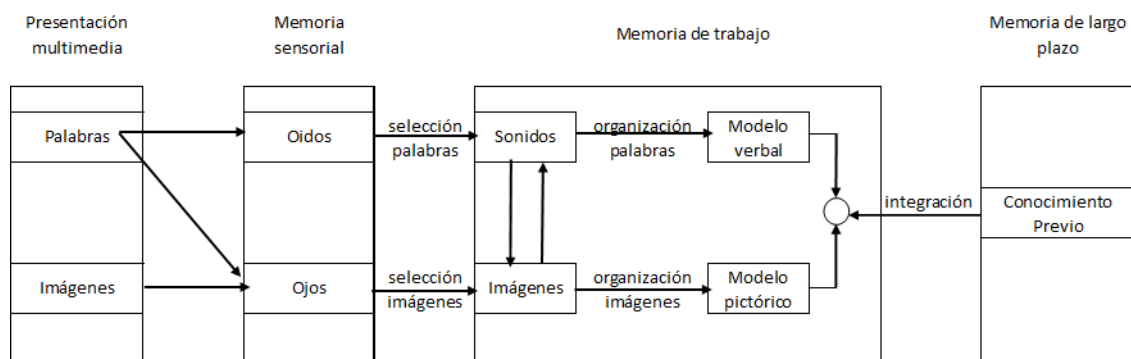 Presentación
multimedia
Memoria
sensorial
Memoria de trabajo
Memoria de largo
plazo
Palabras
Oidos
selección
palabras
Sonidos
organización
palabras
Modelo
verbal
integración
Conocimiento
Previo
Imágenes
Ojos
selección
imágenes
Imágenes
organización
imágenes
Modelo
pictórico